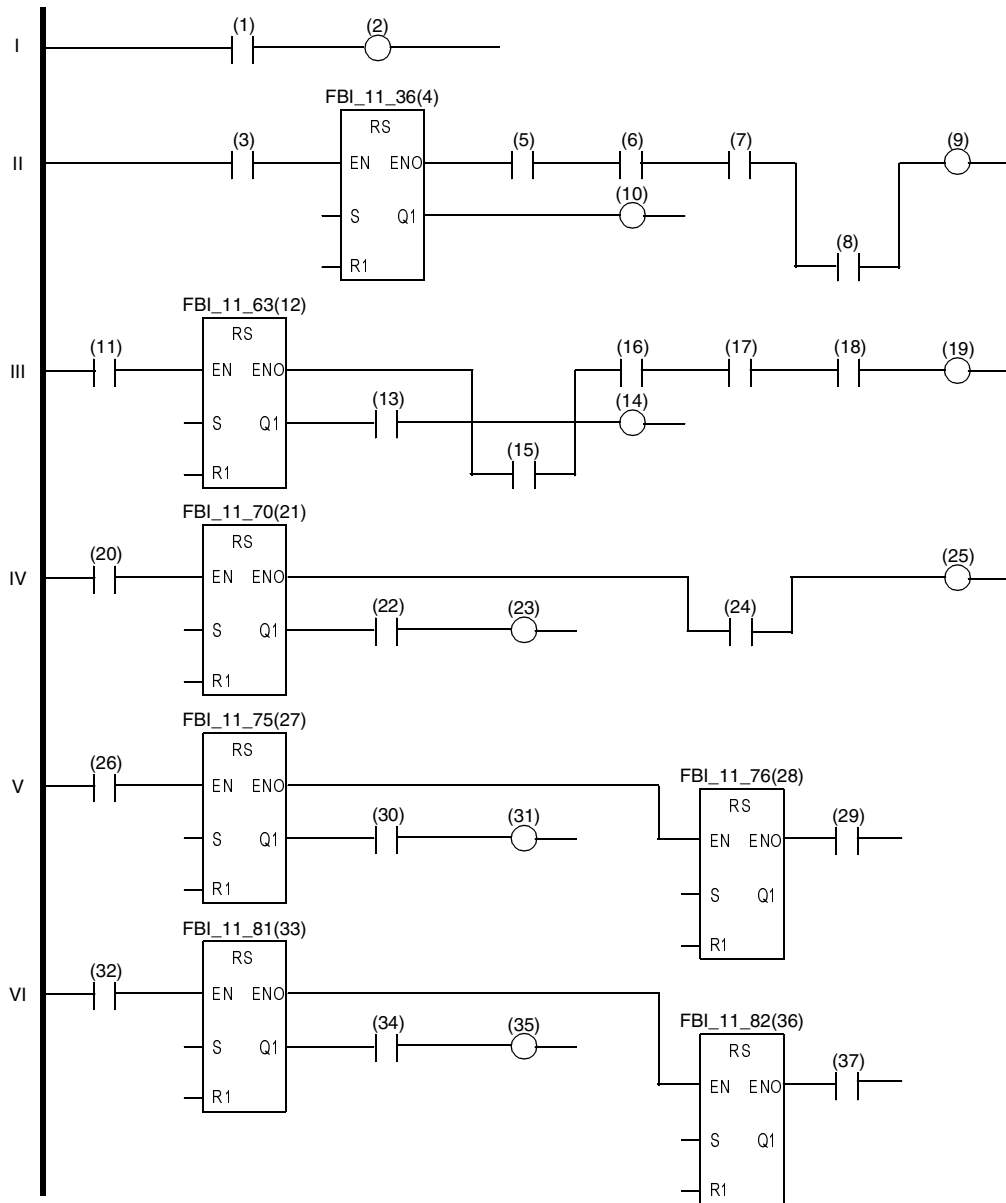 I (1) (2)
FBI_11_36(4)
RS
II (3) EN ENO (5) (6) (7) (9)
S Q1 (10)
R1 (8)
FBI_11_63(12)
RS
III (11) EN ENO (16) (17) (18) (19)
S Q1 (13) (14)
R1 (15)
FBI_11_70(21)
RS
IV (20) EN ENO (25)
S Q1 (22) (23) (24)
R1
FBI_11_75(27)
RS
V (26) EN ENO
FBI_11_76(28)
RS
S Q1 (30) (31) EN ENO (29)
R1 S Q1
R1
FBI_11_81(33)
RS
VI (32) EN ENO
FBI_11_82(36)
S Q1 (34) (35) RS
R1 EN ENO (37)
S Q1
R1